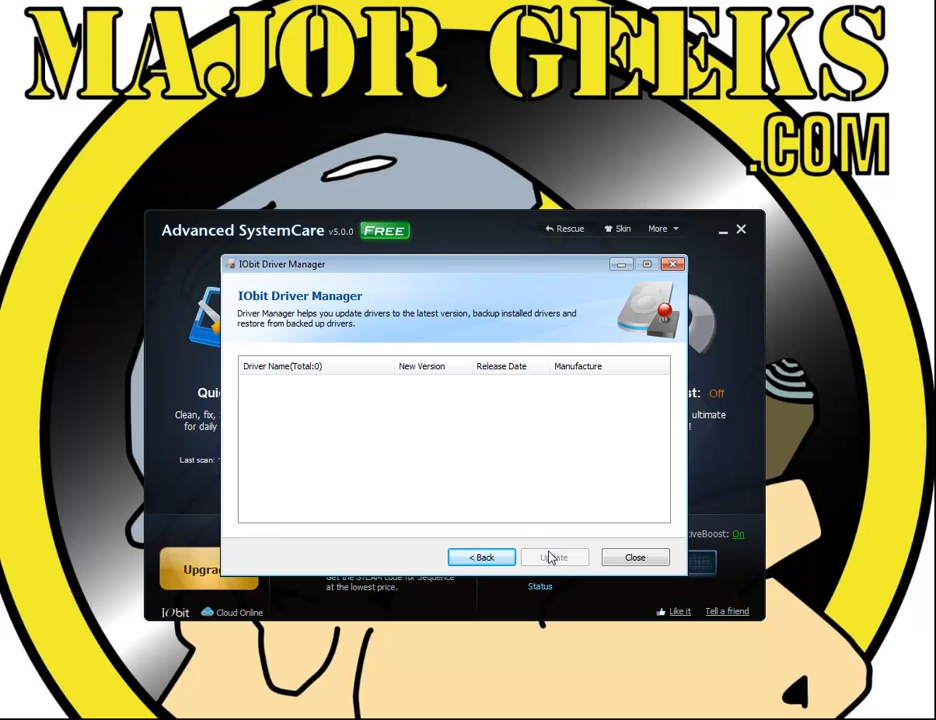 MAJOR GEEKS
.COM
Advanced SystemCare v5.0.0 FREE
Rescue Skin More
IObit Driver Manager
IObit Driver Manager
Driver Manager helps you update drivers to the latest version, backup installed drivers and
restore from backed up drivers.
Driver Name(Total:0) New Version Release Date Manufacture
Off
Clean, fix,
ultimate
for daily
Last scan:
On
< Back Close
Get the STEAM code for Sequence
at the lowest price.
Status
IObit Cloud Online Like it Tell a friend